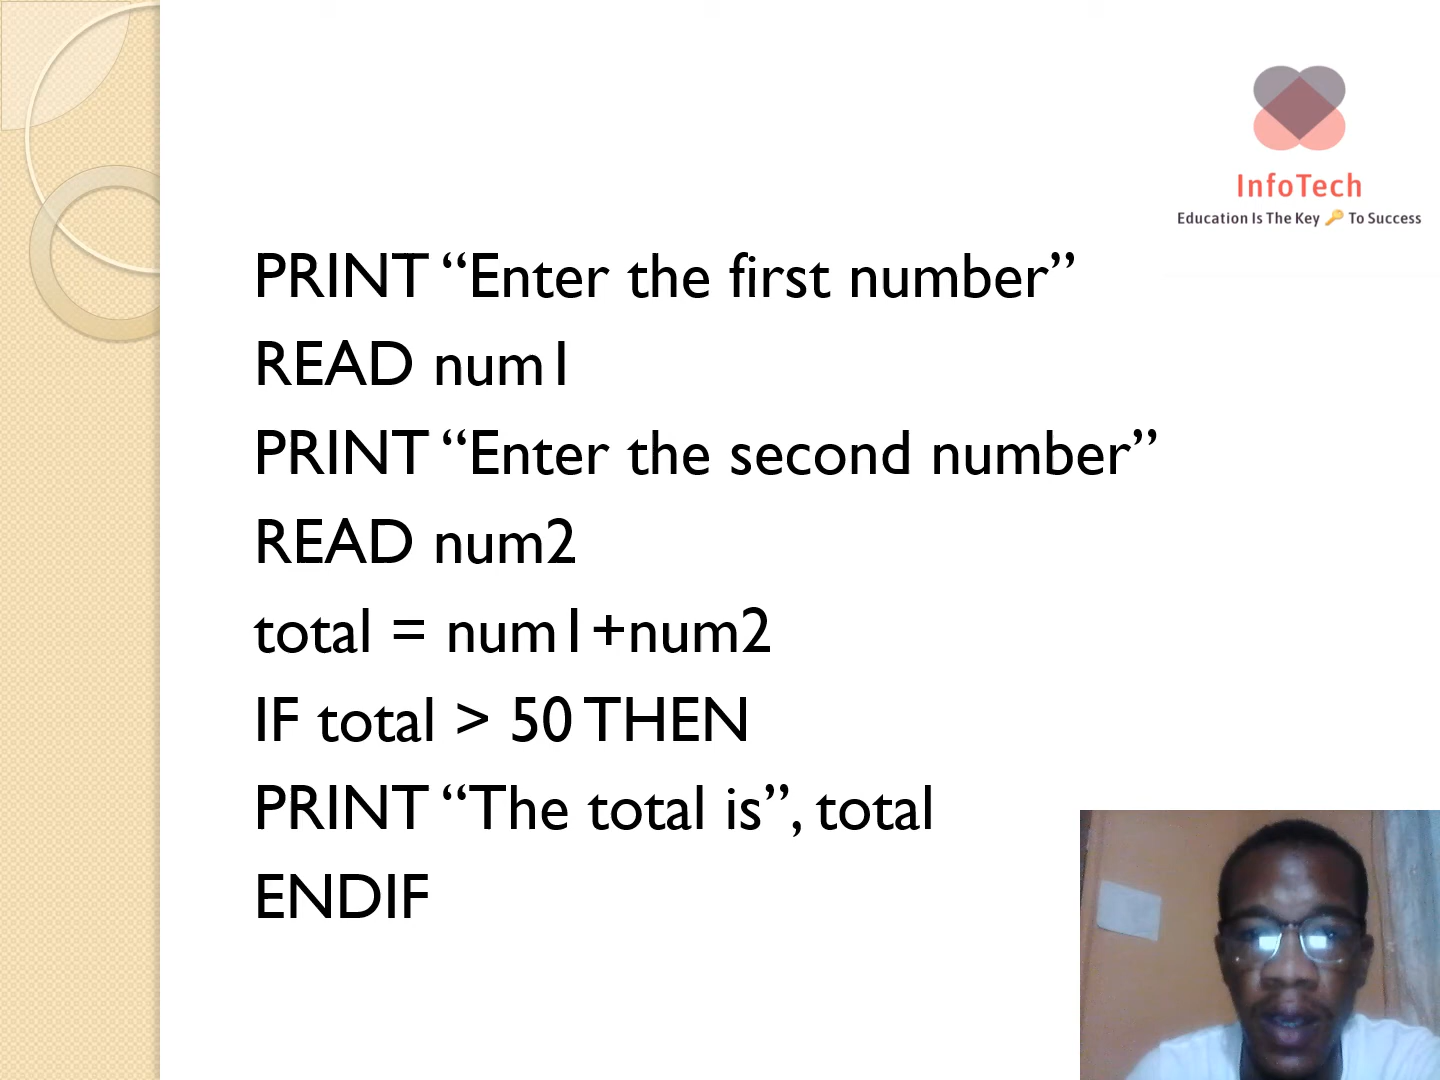 InfoTech
Education Is The Key 🔑 To Success
PRINT “Enter the first number”
READ num1
PRINT “Enter the second number”
READ num2
total = num1+num2
IF total > 50 THEN
PRINT “The total is”, total
ENDIF